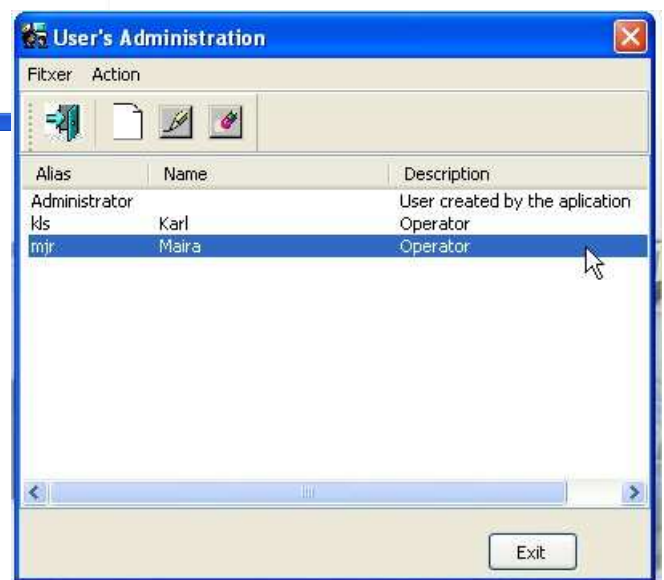 User's Administration
Fitxer Action
Alias Name Description
Administrator User created by the aplication
kls Karl Operator
mjr Maira Operator
Exit